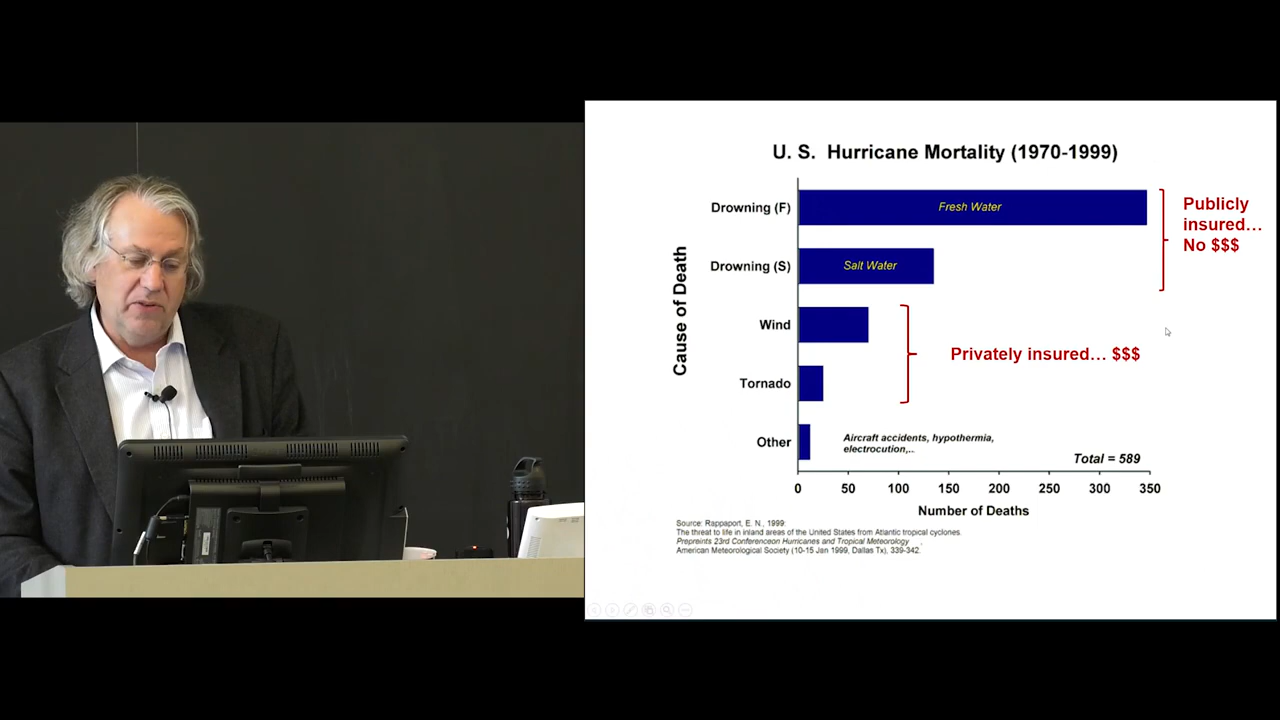 U. S. Hurricane Mortality (1970-1999)
Cause of Death
Drowning (F)
Fresh Water
Drowning (S)
Salt Water
Wind
Tornado
Other
Aircraft accidents, hypothermia,
electrocution,..
Total = 589
0 50 100 150 200 250 300 350
Number of Deaths
Publicly
insured…
No $$$
Privately insured… $$$
Source: Rappaport, E. N., 1999:
The threat to life in inland areas of the United States from Atlantic tropical cyclones.
Prepreints 23rd Conferenceon Hurricanes and Tropical Meteorology
American Meteorological Society (10-15 Jan 1999, Dallas Tx), 339-342.